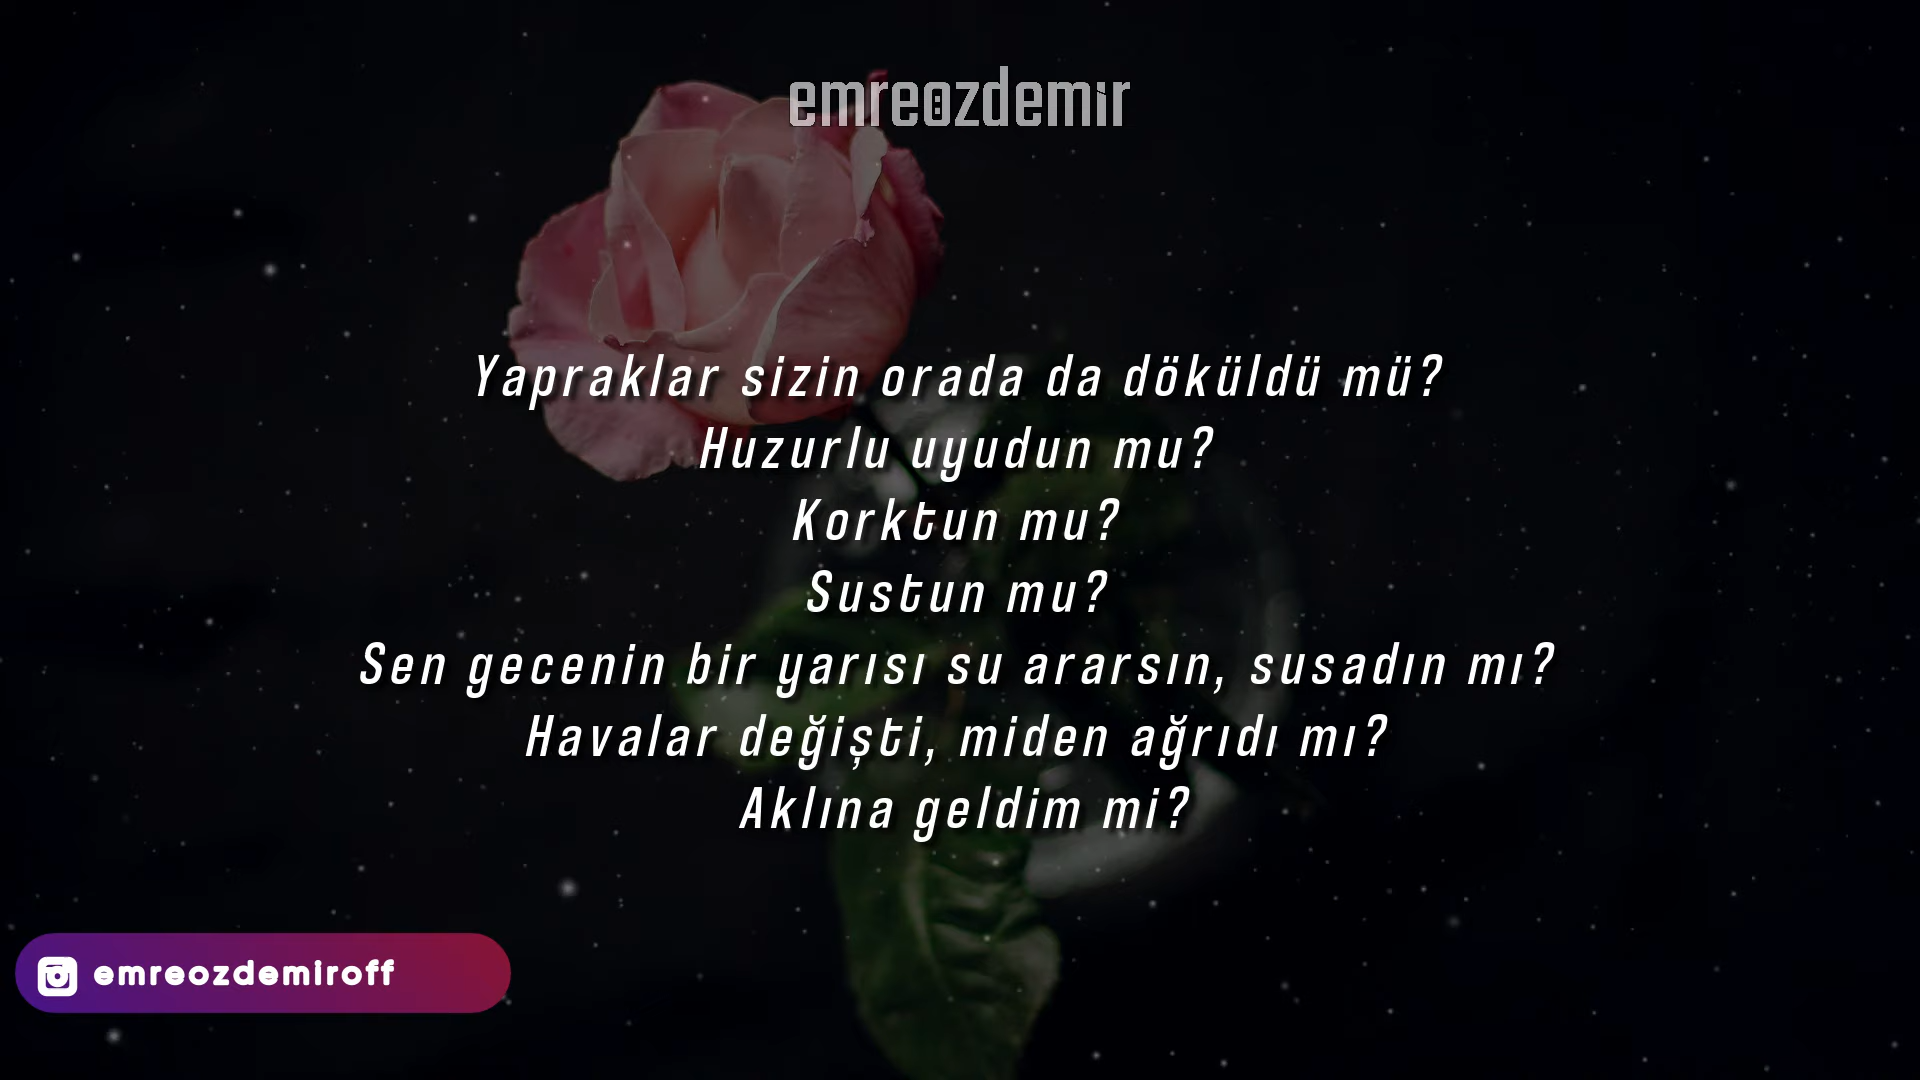 emreozdemir
Yapraklar sizin orada da döküldü mü?
Huzurlu uyudun mu?
Korktun mu?
Sustun mu?
Sen gecenin bir yarısı su ararsın, susadın mı?
Havalar değişti, miden ağrıdı mı?
Aklına geldim mi?
emreozdemiroff